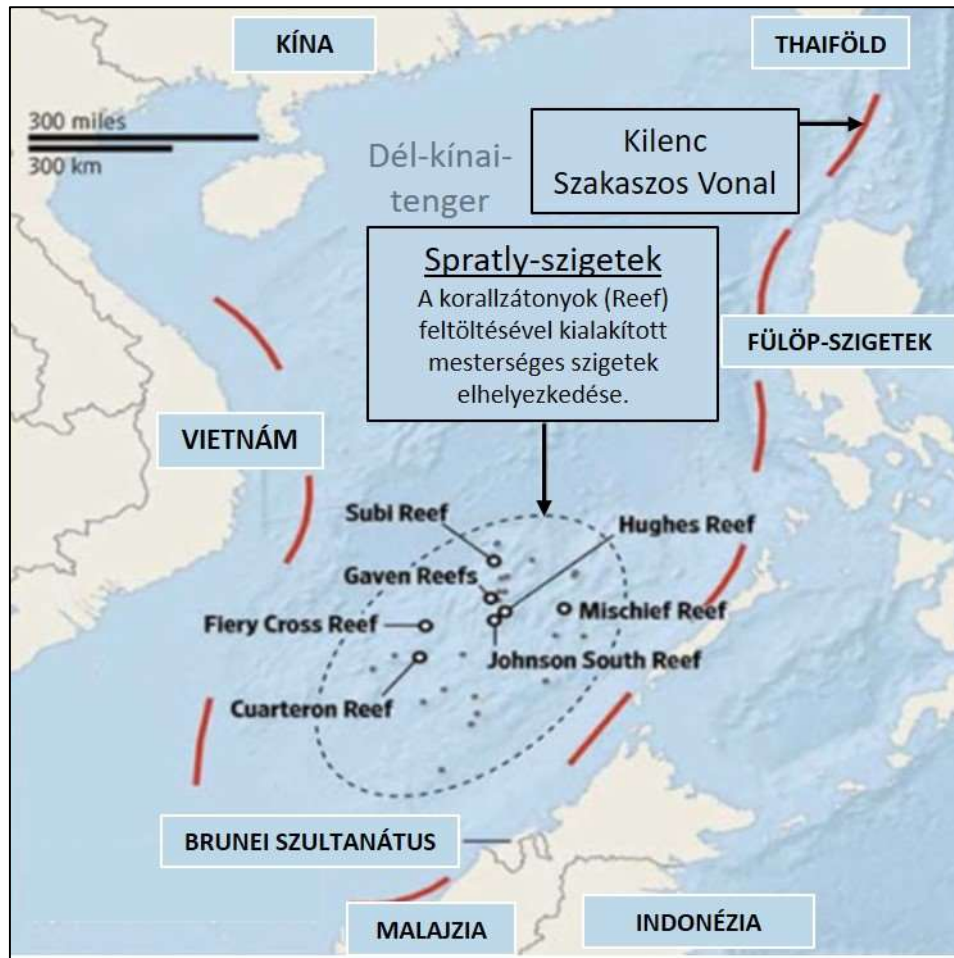 KÍNA
THAIFÖLD
300 miles
300 km
Dél-kínai-
tenger
Kilenc
Szakaszos Vonal
Spratly-szigetek
A korallzátonyok (Reef)
feltöltésével kialakított
mesterséges szigetek
elhelyezkedése.
FÜLÖP-SZIGETEK
VIETNÁM
Subi Reef
Hughes Reef
Gaven Reefs
Mischief Reef
Fiery Cross Reef
Johnson South Reef
Cuarteron Reef
BRUNEI SZULTANÁTUS
MALAJZIA
INDONÉZIA